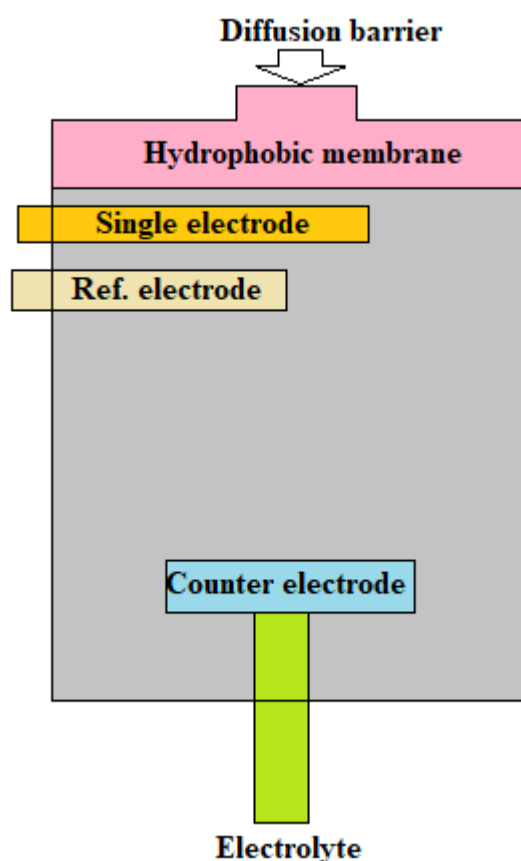 Diffusion barrier
Hydrophobic membrane
Single electrode
Ref. electrode
Counter electrode
Electrolyte